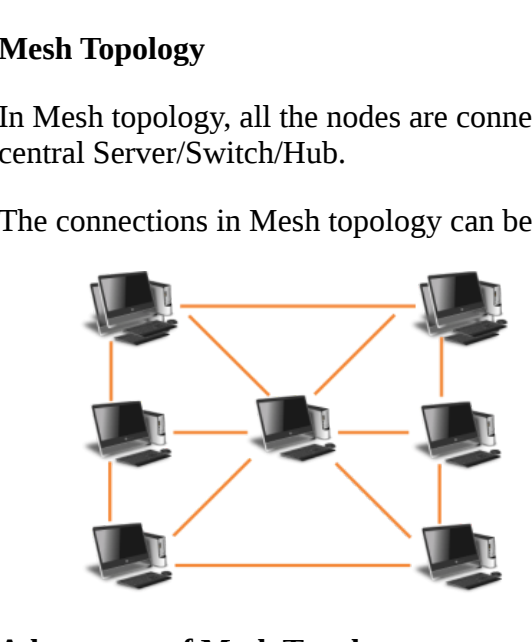 Mesh Topology
In Mesh topology, all the nodes are conne
central Server/Switch/Hub.
The connections in Mesh topology can be